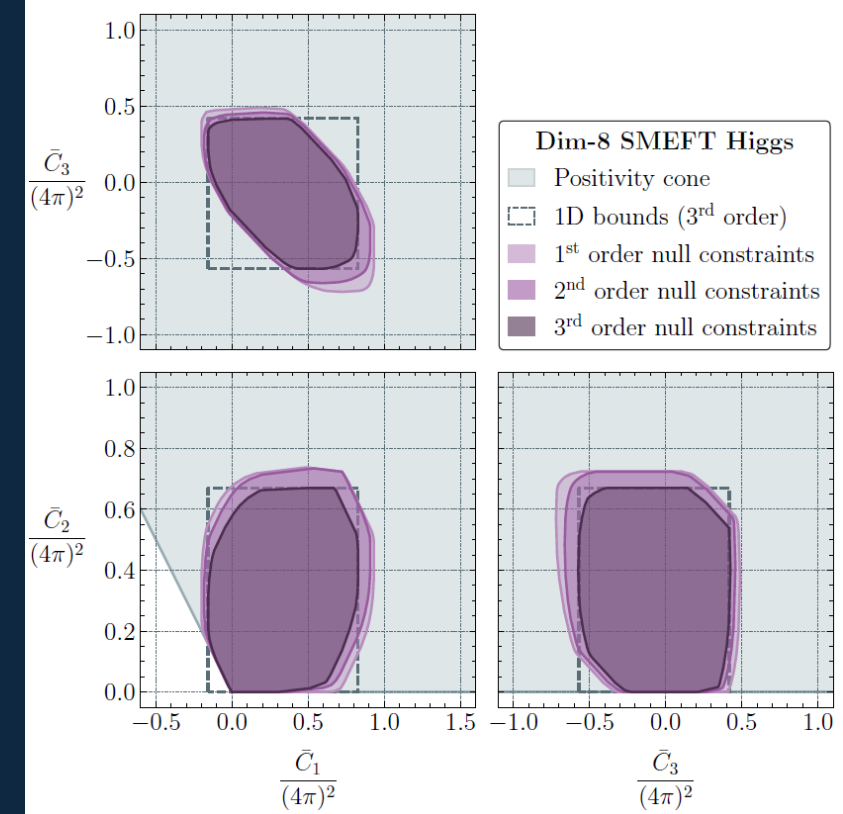 1.0
0.5
0.0
−0.5
−1.0
C̄₃
(4π)²
Dim-8 SMEFT Higgs
Positivity cone
1D bounds (3ʳᵈ order)
1ˢᵗ order null constraints
2ⁿᵈ order null constraints
3ʳᵈ order null constraints
1.0
0.8
0.6
0.4
0.2
0.0
C̄₂
(4π)²
−0.5 0.0 0.5 1.0 1.5
C̄₁
(4π)²
−1.0 −0.5 0.0 0.5 1.0
C̄₃
(4π)²